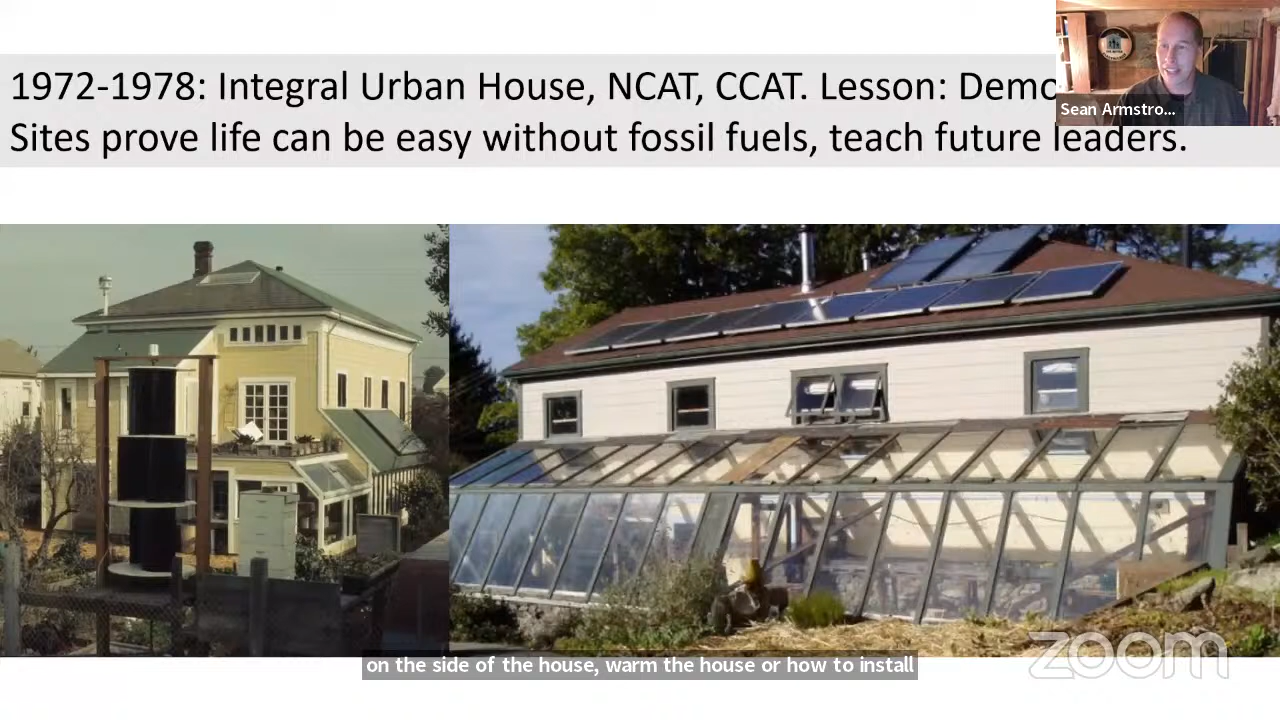 1972-1978: Integral Urban House, NCAT, CCAT. Lesson: Demo
Sites prove life can be easy without fossil fuels, teach future leaders.
Sean Armstro...
on the side of the house, warm the house or how to install
zoom